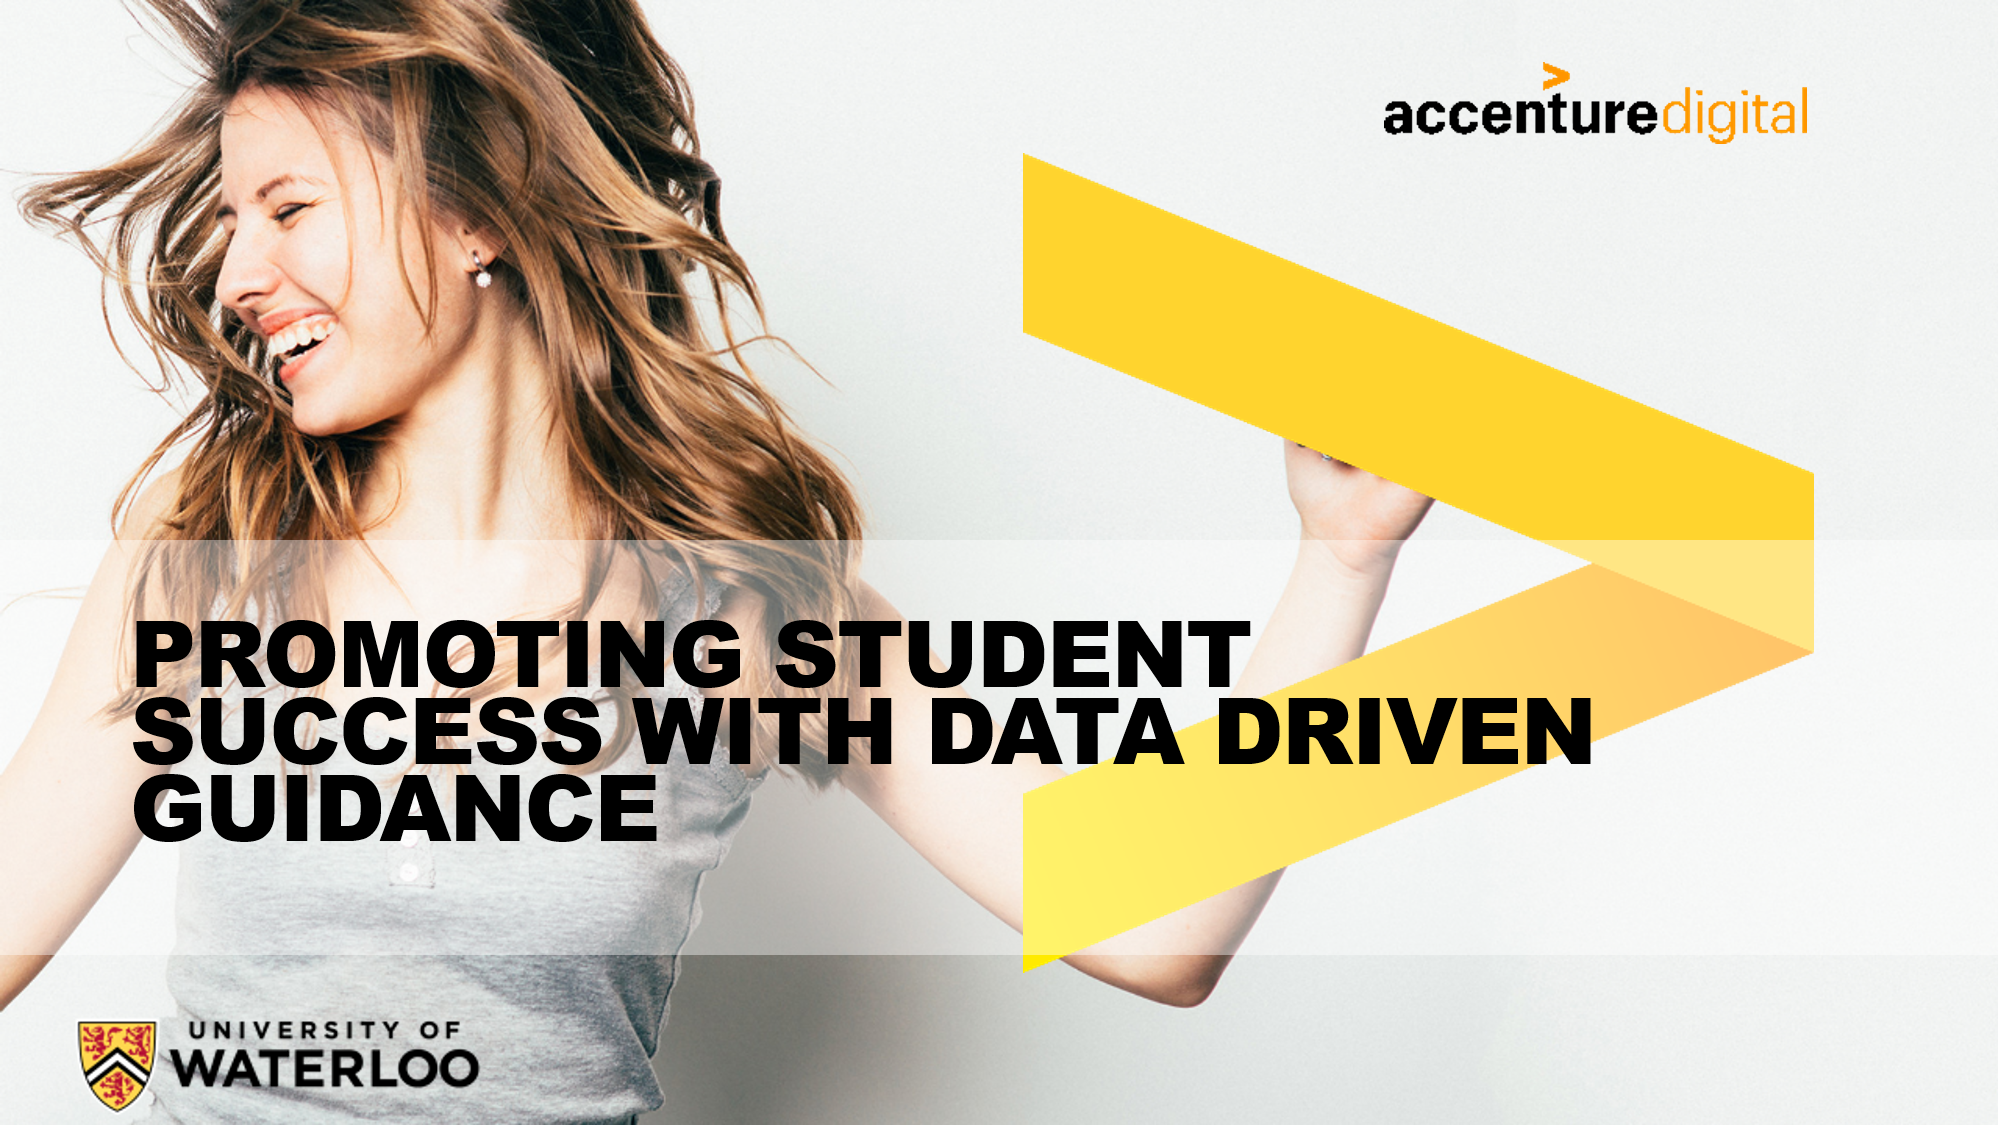 accenturedigital
PROMOTING STUDENT
SUCCESS WITH DATA DRIVEN
GUIDANCE
UNIVERSITY OF
WATERLOO